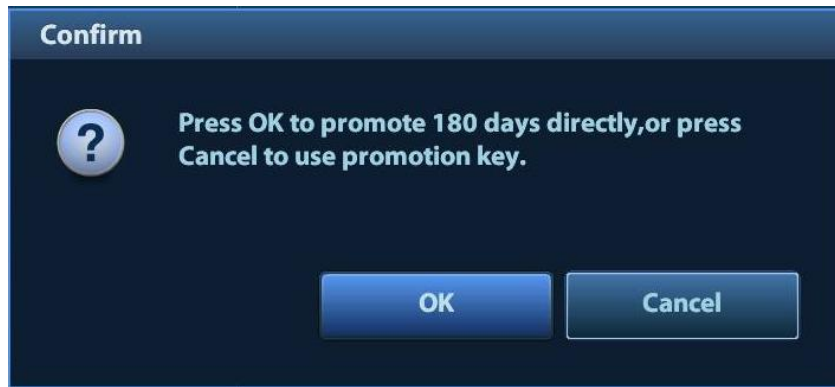 Confirm
?
Press OK to promote 180 days directly,or press
Cancel to use promotion key.
OK
Cancel